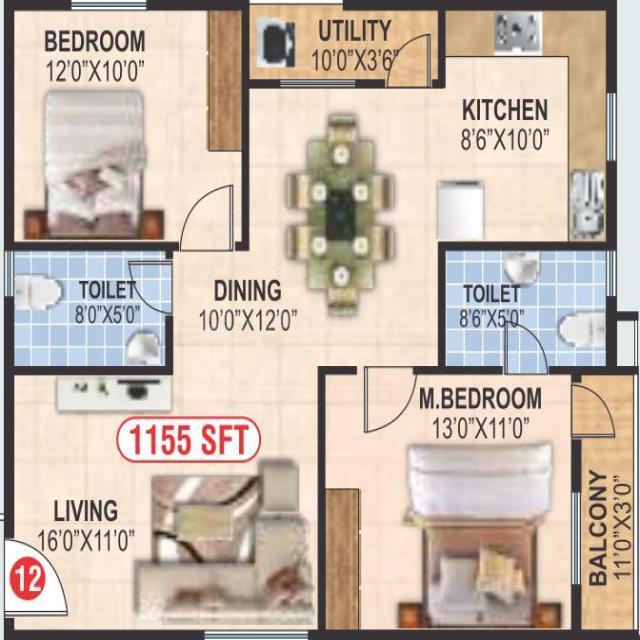 BEDROOM
12'0"X10'0"
UTILITY
10'0"X3'6"
KITCHEN
8'6"X10'0"
TOILET
8'0"X5'0"
DINING
10'0"X12'0"
TOILET
8'6"X5'0"
M.BEDROOM
13'0"X11'0"
1155 SFT
LIVING
16'0"X11'0"
12
BALCONY
11'0"X3'0"